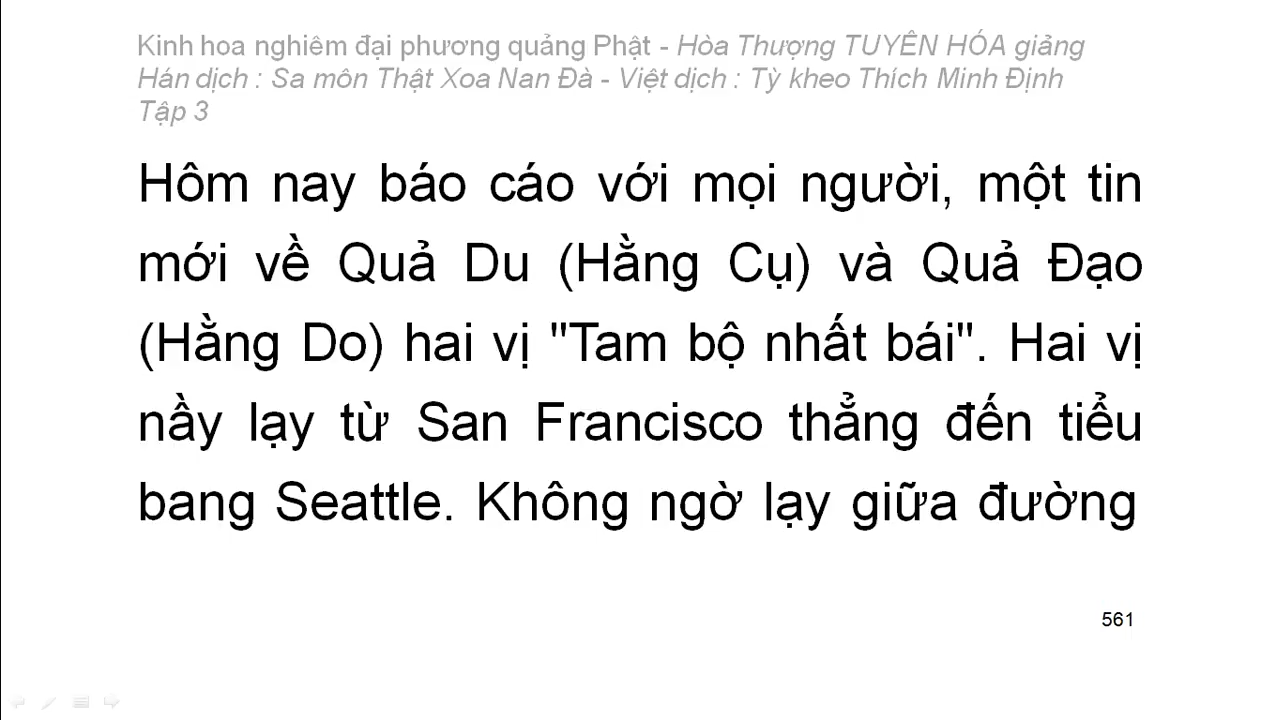 Kinh hoa nghiêm đại phương quảng Phật - Hòa Thượng TUYÊN HÓA giảng
Hán dịch : Sa môn Thật Xoa Nan Đà - Việt dịch : Tỳ kheo Thích Minh Định
Tập 3
Hôm nay báo cáo với mọi người, một tin
mới về Quả Du (Hằng Cụ) và Quả Đạo
(Hằng Do) hai vị "Tam bộ nhất bái". Hai vị
nầy lạy từ San Francisco thẳng đến tiểu
bang Seattle. Không ngờ lạy giữa đường
561